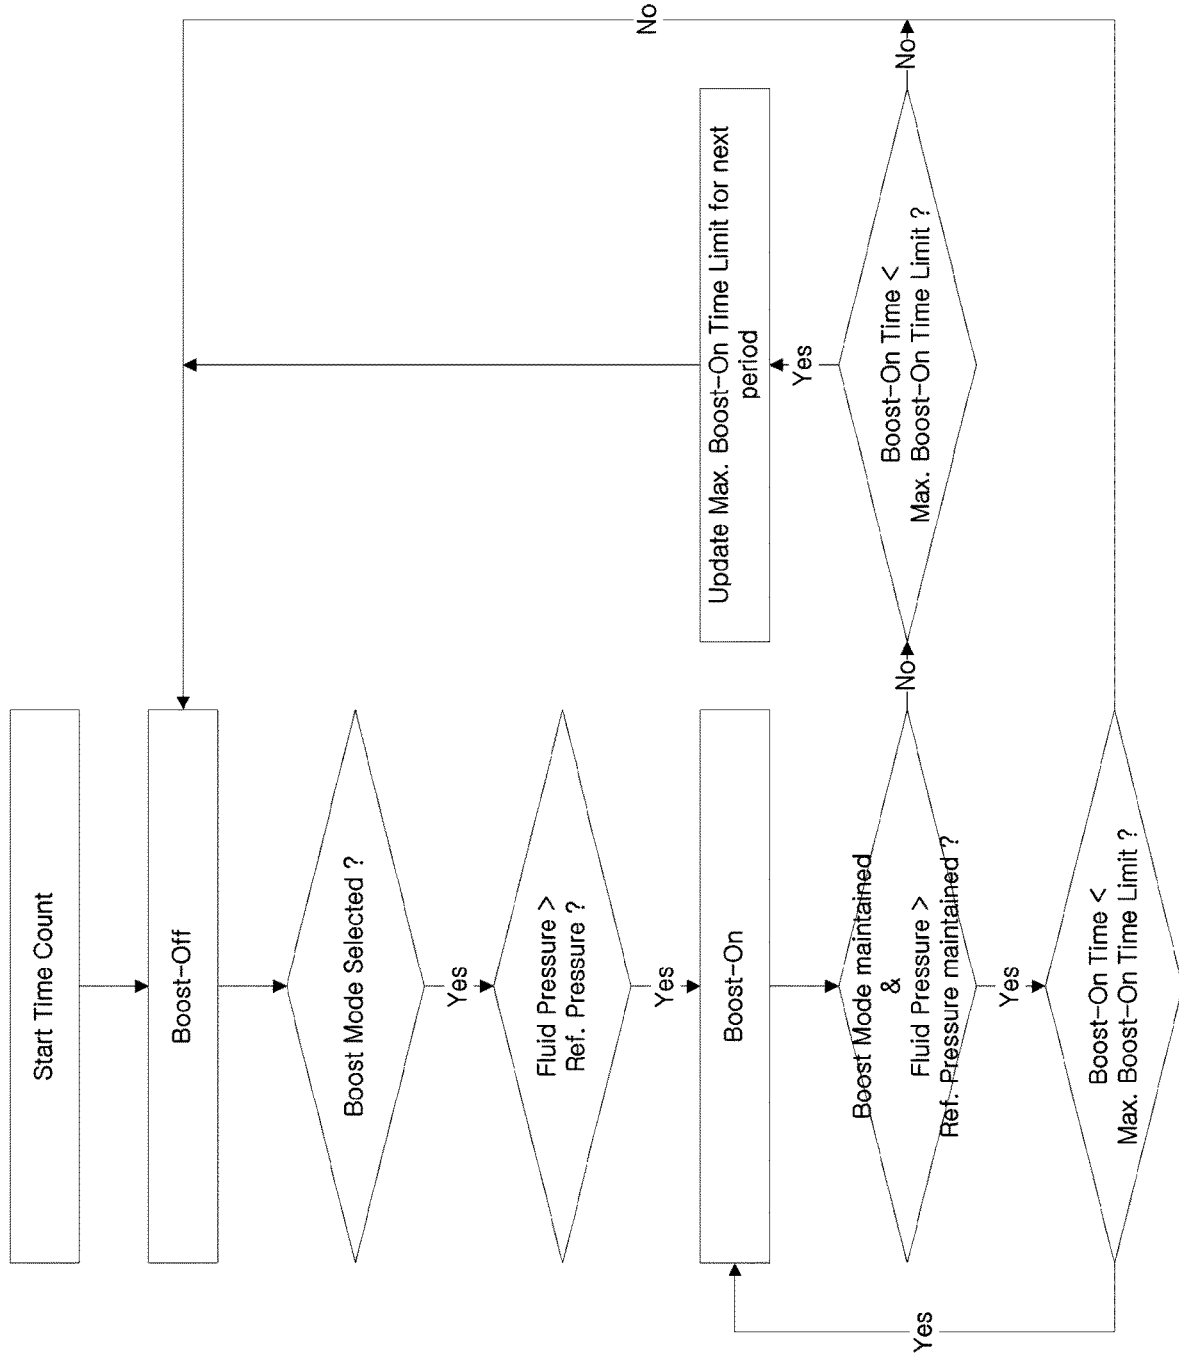 Start Time Count
Boost-Off
Boost Mode Selected ?
Yes
Fluid Pressure >
Ref. Pressure ?
Yes
Boost-On
Boost Mode maintained
&
Fluid Pressure >
Ref. Pressure maintained ?
No
Yes
Boost-On Time <
Max. Boost-On Time Limit ?
Yes
No
Update Max. Boost-On Time Limit for next
period
Yes
Boost-On Time <
Max. Boost-On Time Limit ?
No